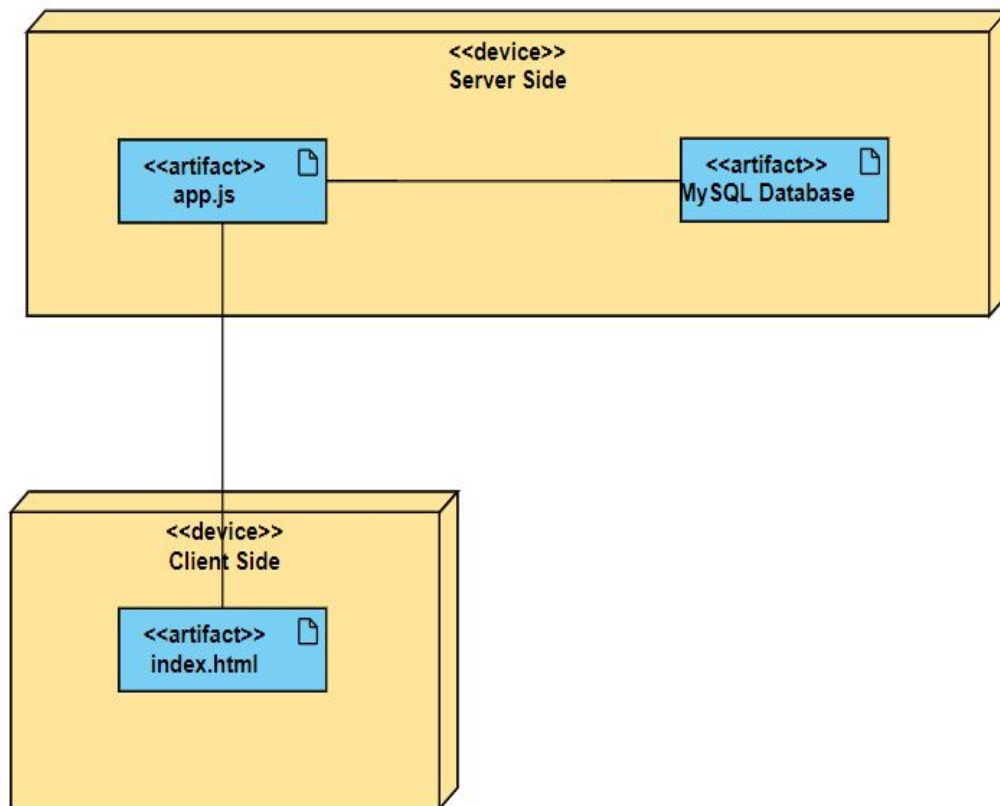 <<device>>
Server Side
<<artifact>>
app.js
<<artifact>>
MySQL Database
<<device>>
Client Side
<<artifact>>
index.html